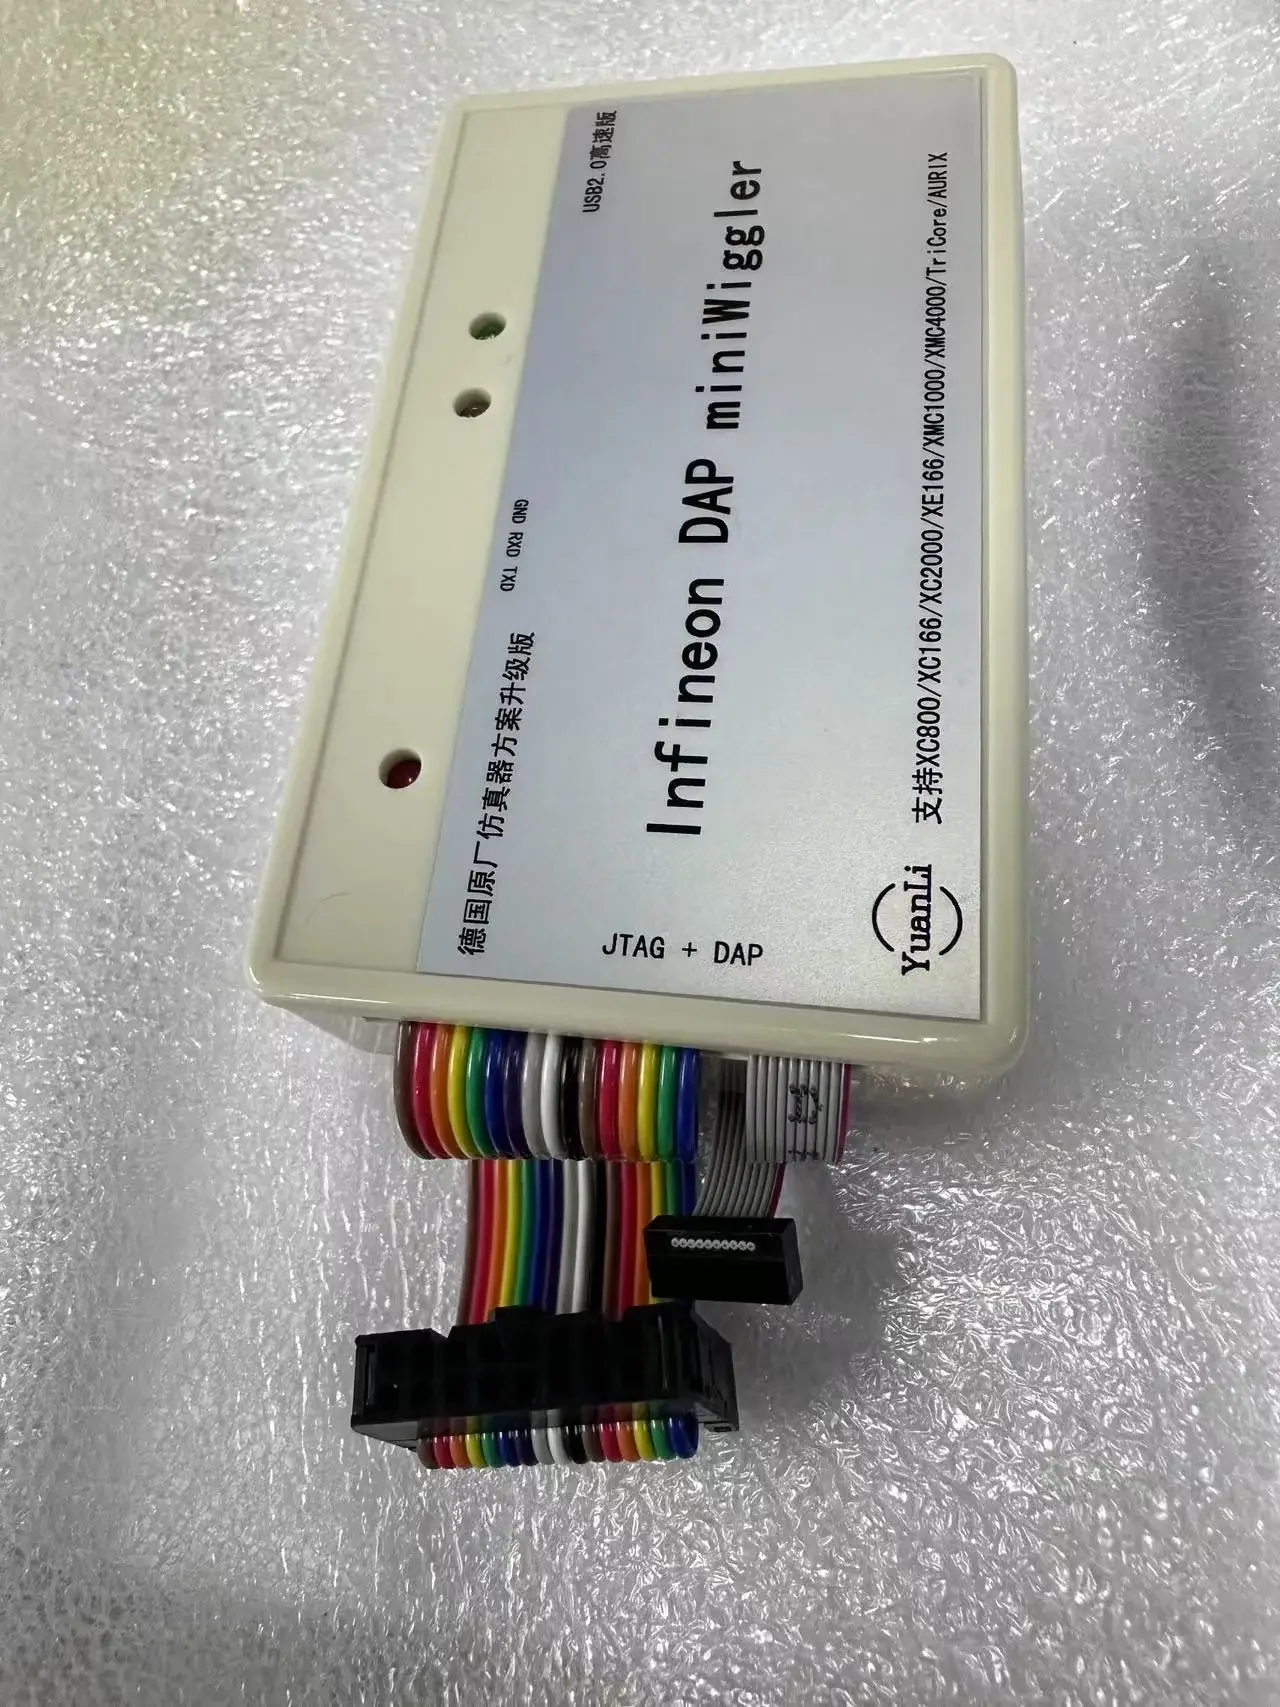 USB2.0高速版
GND RXD TXD
德国原厂仿真器方案升级版
Infineon DAP miniWiggler
JTAG + DAP
支持XC800/XC166/XC2000/XE166/XMC1000/XMC4000/TriCore/AURIX
YuanLi